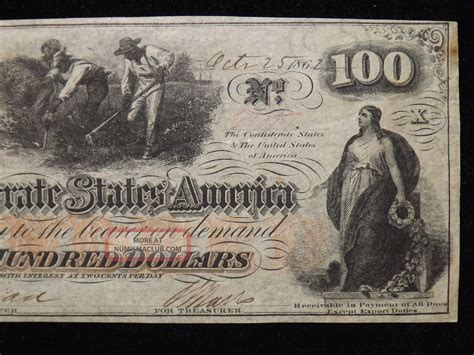 Octr 25 1862
No
100
X
The Confederate States
& The United States
of America
erate States America
to the demand
MORE AT
NUMISMACLUB.COM
HUNDRED DOLLARS
WITH INTEREST AT TWO CENTS PER DAY
FOR TREASURER
Receivable in Payment of All Dues
Except Export Duties.